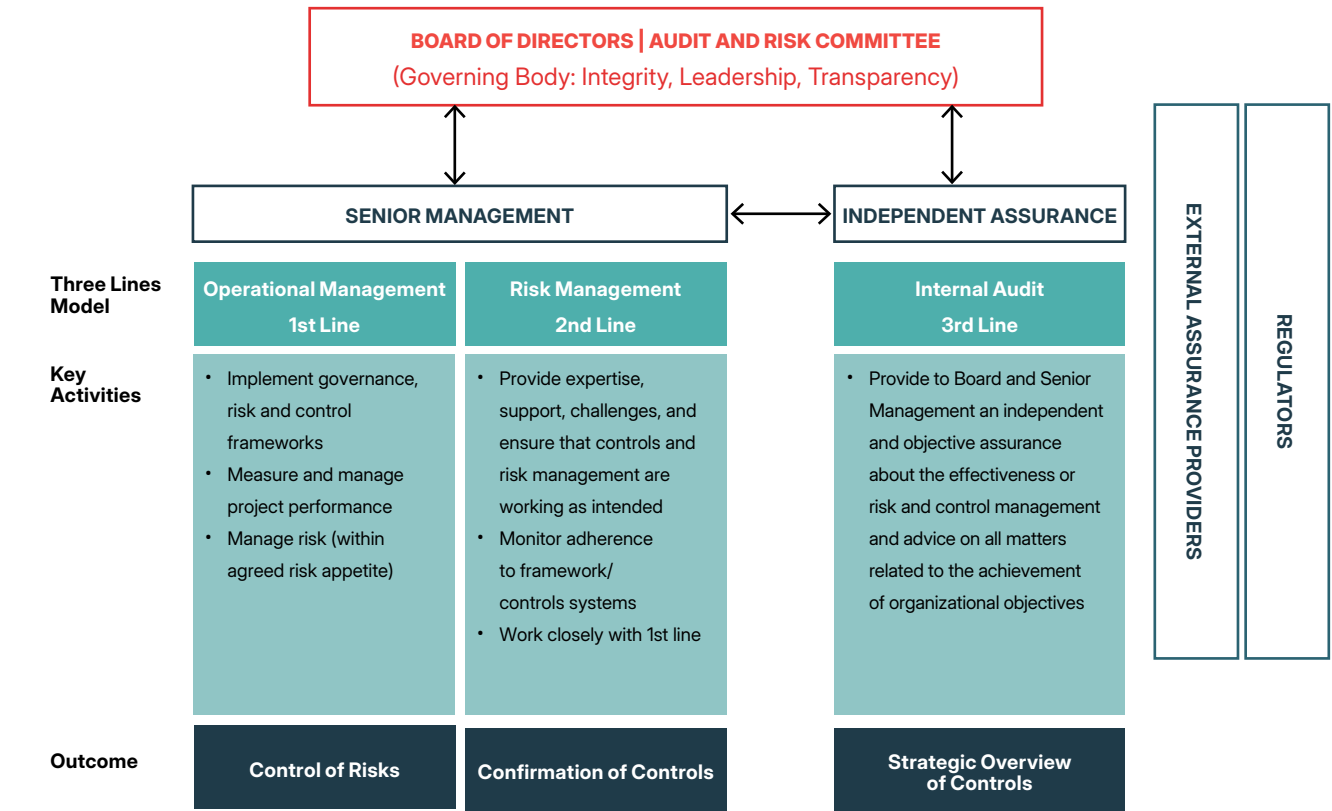 BOARD OF DIRECTORS | AUDIT AND RISK COMMITTEE
(Governing Body: Integrity, Leadership, Transparency)
SENIOR MANAGEMENT
INDEPENDENT ASSURANCE
Three Lines
Model
Operational Management
1st Line
Risk Management
2nd Line
Internal Audit
3rd Line
Key
Activities
• Implement governance,
risk and control
frameworks
• Measure and manage
project performance
• Manage risk (within
agreed risk appetite)
• Provide expertise,
support, challenges, and
ensure that controls and
risk management are
working as intended
• Monitor adherence
to framework/
controls systems
• Work closely with 1st line
• Provide to Board and Senior
Management an independent
and objective assurance
about the effectiveness or
risk and control management
and advice on all matters
related to the achievement
of organizational objectives
Outcome
Control of Risks
Confirmation of Controls
Strategic Overview
of Controls
EXTERNAL ASSURANCE PROVIDERS
REGULATORS